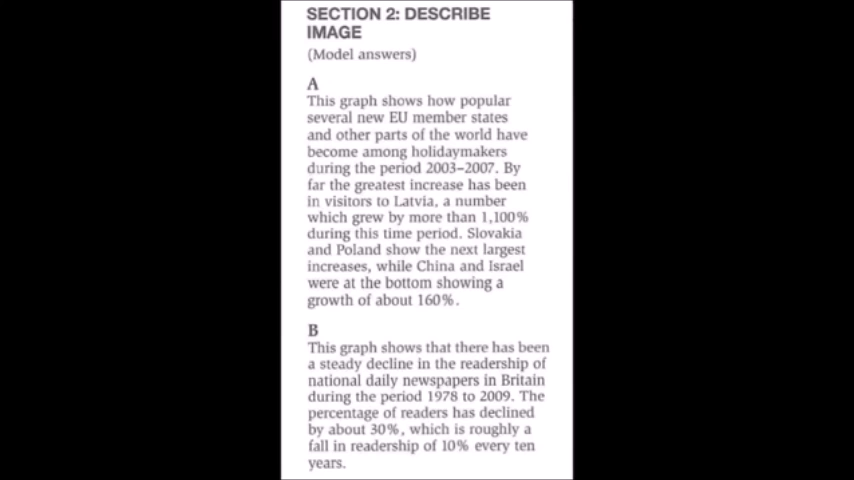 SECTION 2: DESCRIBE
IMAGE
(Model answers)
A
This graph shows how popular
several new EU member states
and other parts of the world have
become among holidaymakers
during the period 2003–2007. By
far the greatest increase has been
in visitors to Latvia, a number
which grew by more than 1,100%
during this time period. Slovakia
and Poland show the next largest
increases, while China and Israel
were at the bottom showing a
growth of about 160%.
B
This graph shows that there has been
a steady decline in the readership of
national daily newspapers in Britain
during the period 1978 to 2009. The
percentage of readers has declined
by about 30%, which is roughly a
fall in readership of 10% every ten
years.